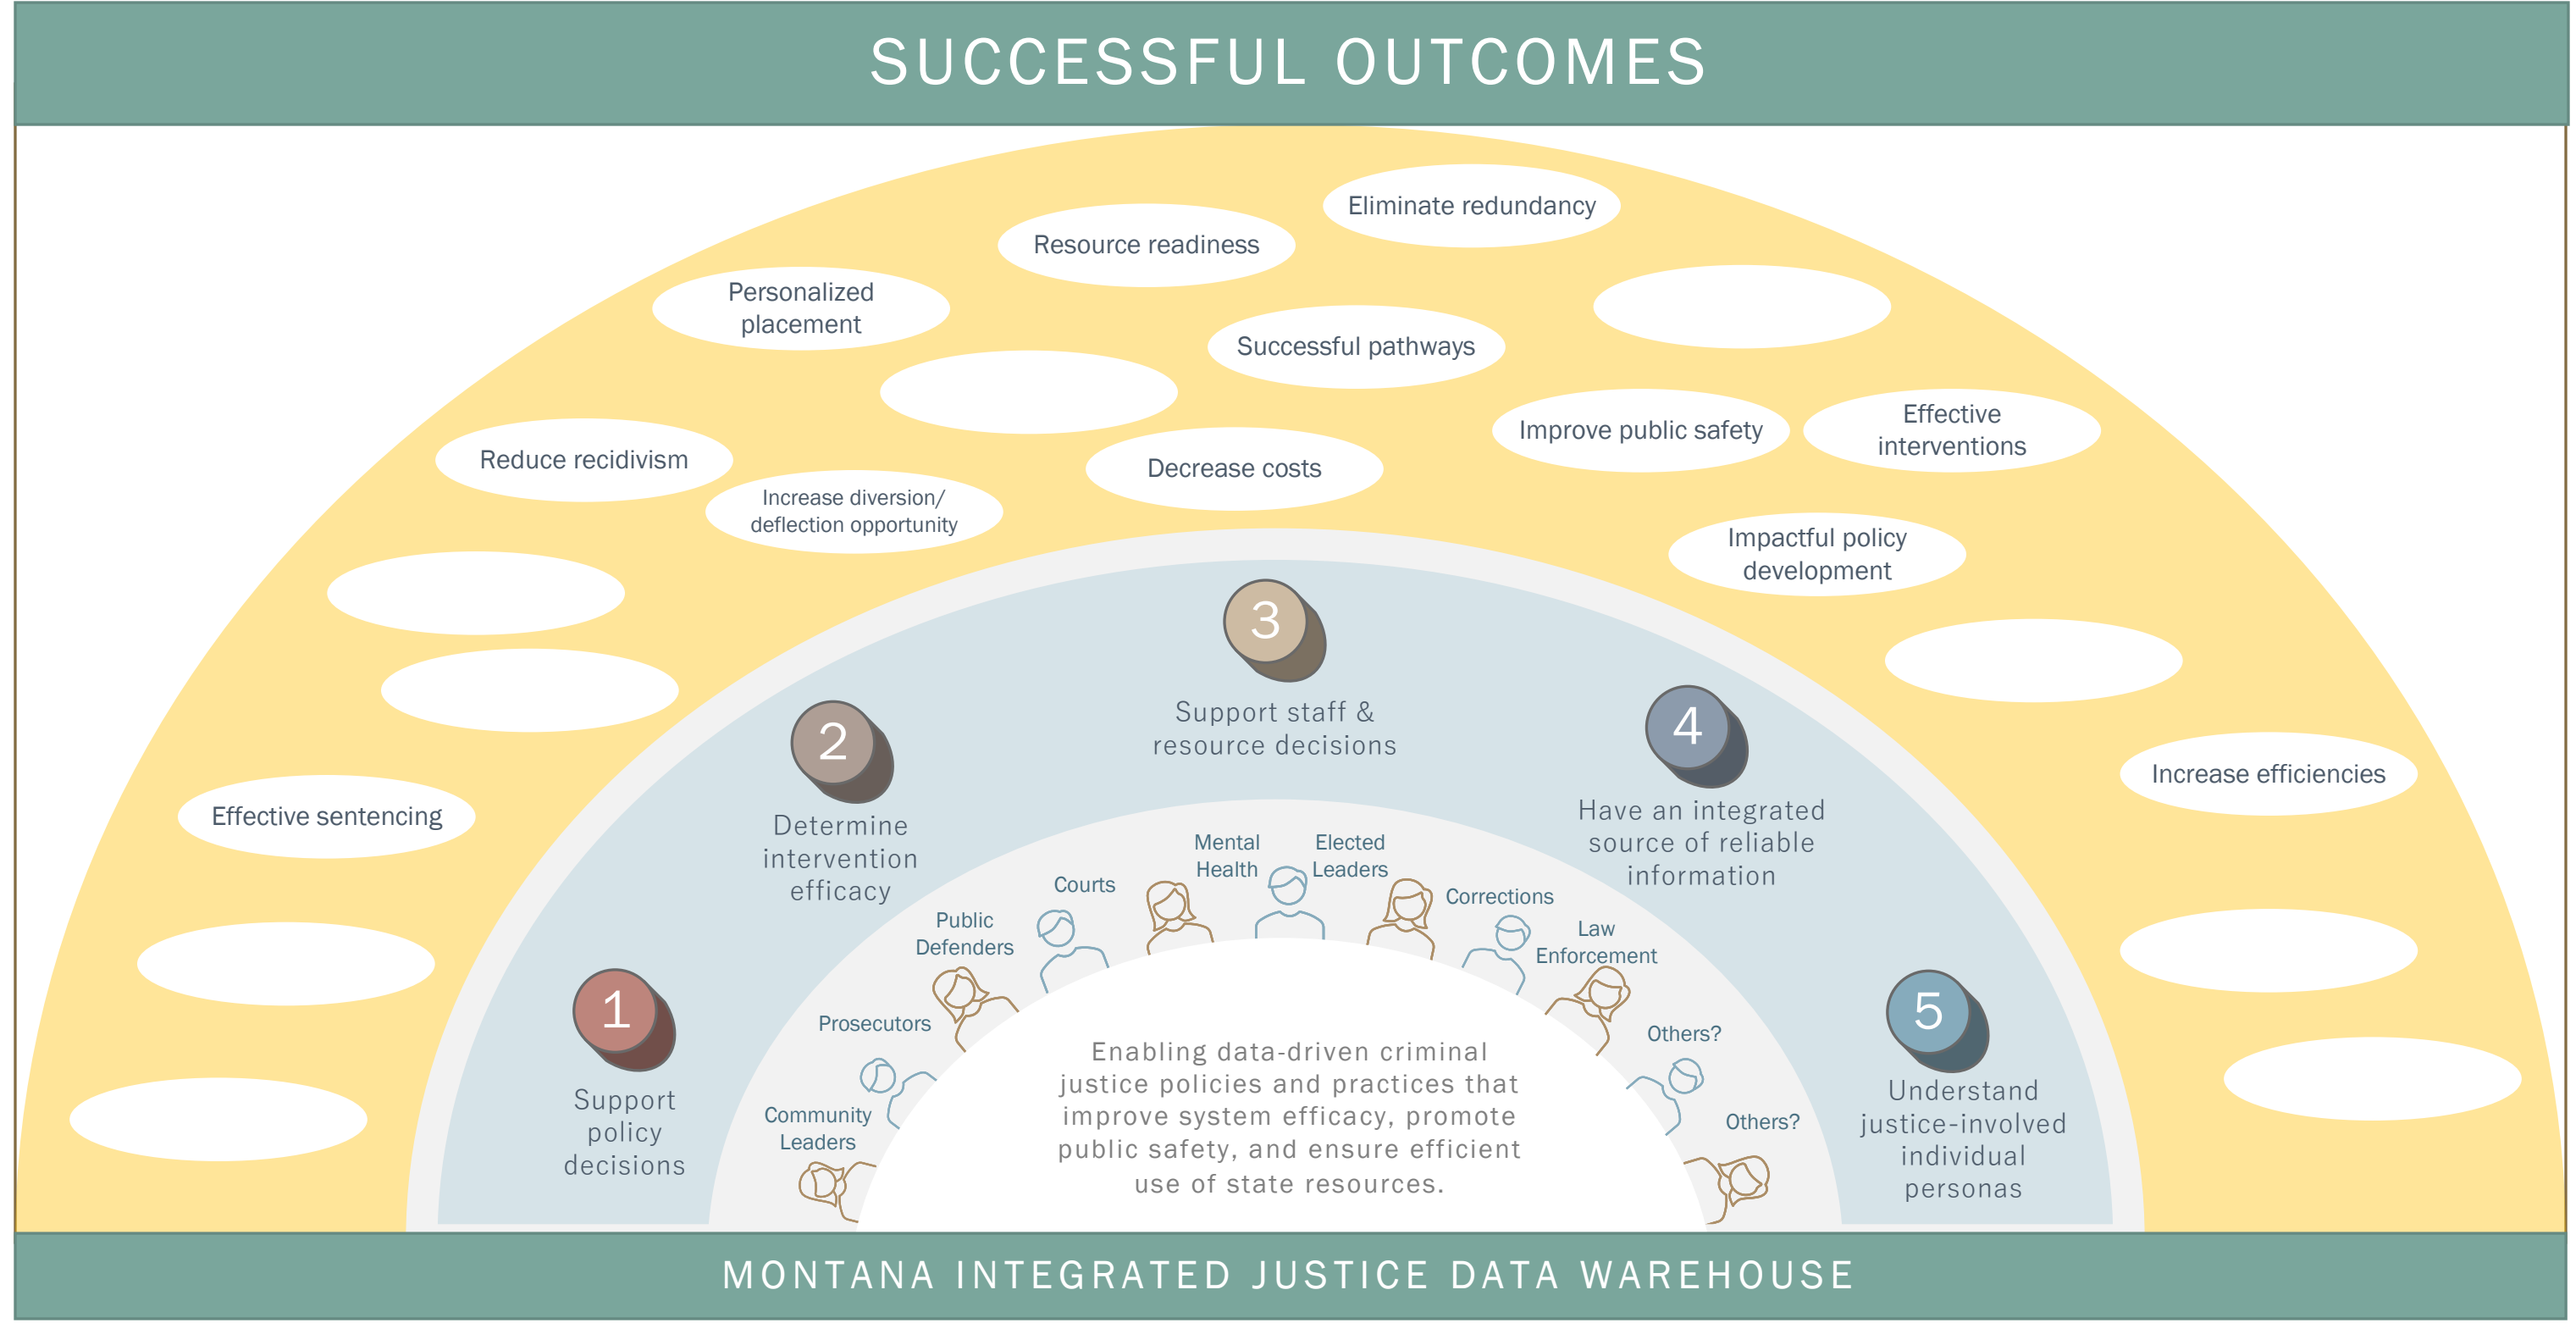 SUCCESSFUL OUTCOMES
Eliminate redundancy
Resource readiness
Personalized
placement
Successful pathways
Improve public safety
Effective
interventions
Reduce recidivism
Decrease costs
Increase diversion/
deflection opportunity
Impactful policy
development
Increase efficiencies
Effective sentencing
1
Support
policy
decisions
2
Determine
intervention
efficacy
3
Support staff &
resource decisions
4
Have an integrated
source of reliable
information
5
Understand
justice-involved
individual
personas
Community
Leaders
Prosecutors
Public
Defenders
Courts
Mental
Health
Elected
Leaders
Corrections
Law
Enforcement
Others?
Others?
Enabling data-driven criminal
justice policies and practices that
improve system efficacy, promote
public safety, and ensure efficient
use of state resources.
MONTANA INTEGRATED JUSTICE DATA WAREHOUSE